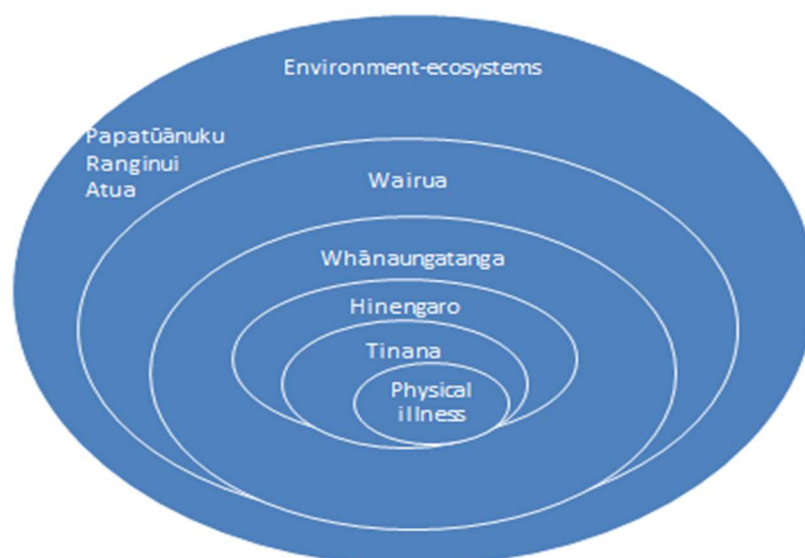 Environment-ecosystems
Papatūānuku
Ranginui
Atua
Wairua
Whānaungatanga
Hinengaro
Tinana
Physical
illness